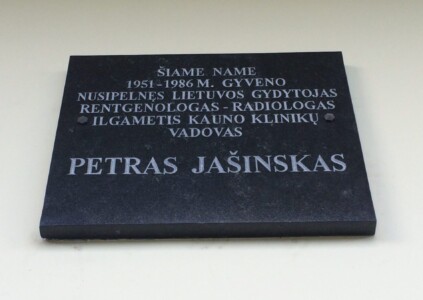 ŠIAME NAME
1951-1986 M. GYVENO
NUSIPELNĘS LIETUVOS GYDYTOJAS
RENTGENOLOGAS - RADIOLOGAS
ILGAMETIS KAUNO KLINIKŲ
VADOVAS
PETRAS JAŠINSKAS